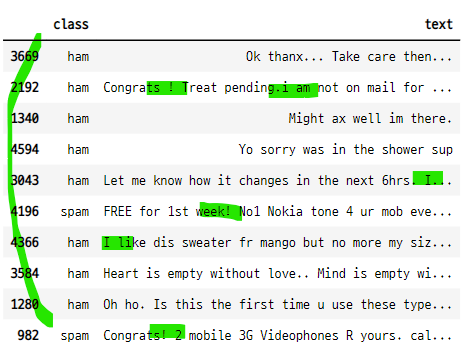 class text
3669 ham Ok thanx... Take care then...
2192 ham Congrats ! Treat pending.i am not on mail for ...
1340 ham Might ax well im there.
4594 ham Yo sorry was in the shower sup
3043 ham Let me know how it changes in the next 6hrs. I...
4196 spam FREE for 1st week! No1 Nokia tone 4 ur mob eve...
4366 ham I like dis sweater fr mango but no more my siz...
3584 ham Heart is empty without love.. Mind is empty wi...
1280 ham Oh ho. Is this the first time u use these type...
982 spam Congrats! 2 mobile 3G Videophones R yours. cal...